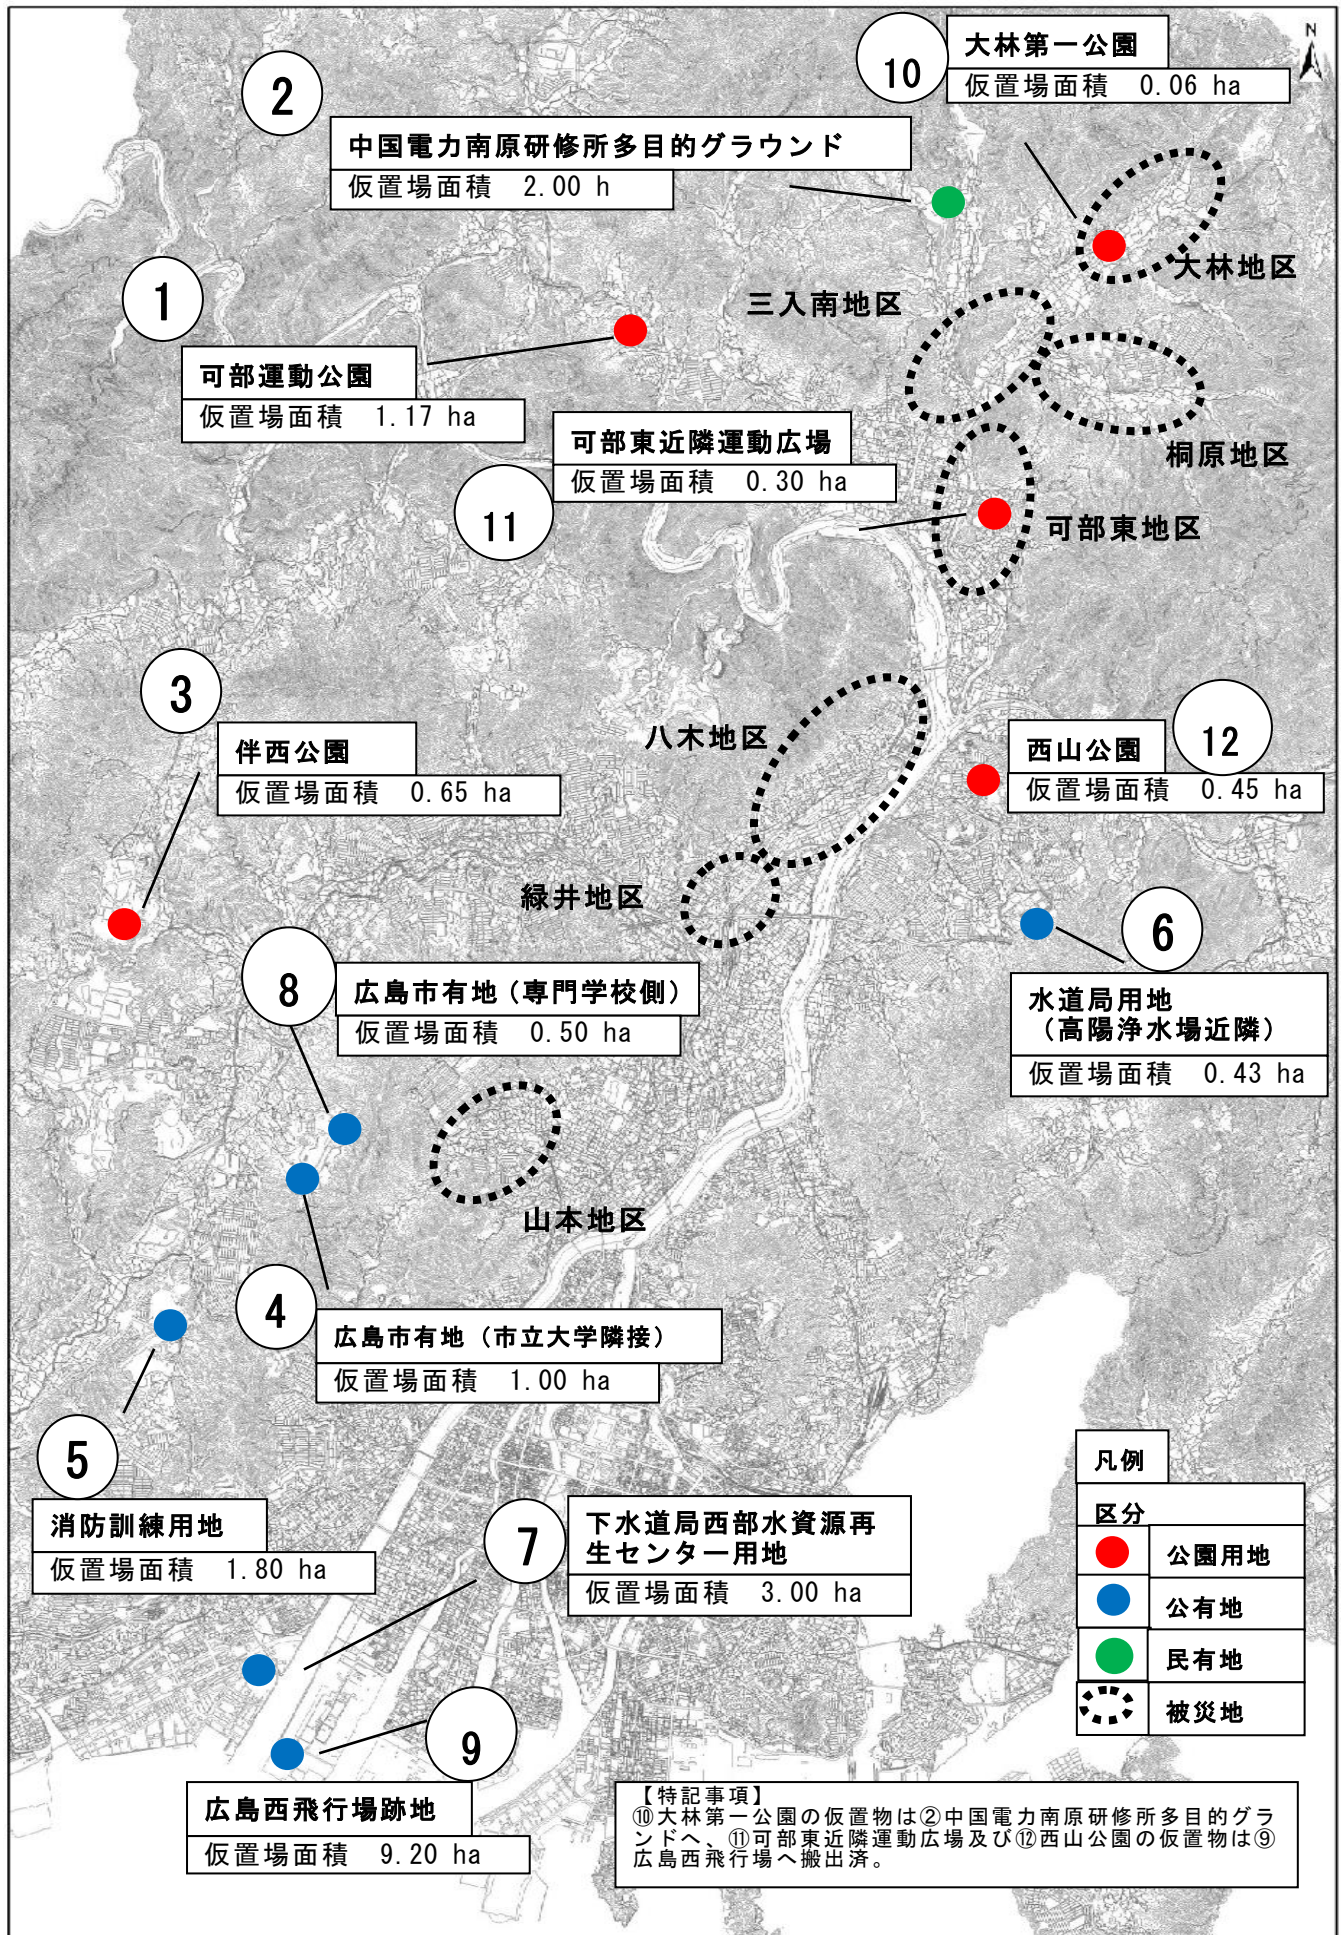 N
⑩
大林第一公園
仮置場面積 0.06 ha
②
中国電力南原研修所多目的グラウンド
仮置場面積 2.00 h
大林地区
①
三入南地区
可部運動公園
仮置場面積 1.17 ha
可部東近隣運動広場
仮置場面積 0.30 ha
⑪
桐原地区
可部東地区
③
伴西公園
仮置場面積 0.65 ha
八木地区
西山公園
⑫
仮置場面積 0.45 ha
緑井地区
⑥
水道局用地
（高陽浄水場近隣）
仮置場面積 0.43 ha
⑧
広島市有地（専門学校側）
仮置場面積 0.50 ha
山本地区
④
広島市有地（市立大学隣接）
仮置場面積 1.00 ha
⑤
消防訓練用地
仮置場面積 1.80 ha
⑦
下水道局西部水資源再
生センター用地
仮置場面積 3.00 ha
凡例
区分
公園用地
公有地
民有地
被災地
⑨
広島西飛行場跡地
仮置場面積 9.20 ha
【特記事項】
⑩大林第一公園の仮置物は②中国電力南原研修所多目的グラ
ンドへ、⑪可部東近隣運動広場及び⑫西山公園の仮置物は⑨
広島西飛行場へ搬出済。